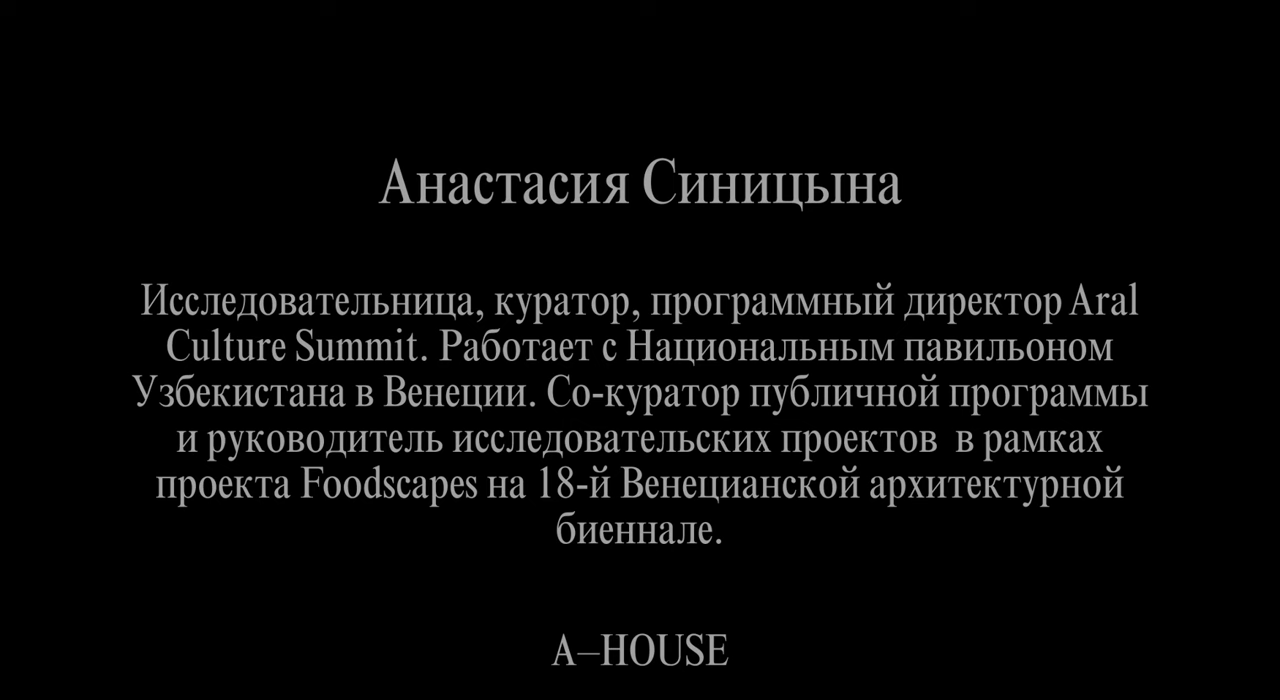 Анастасия Синицына
Исследовательница, куратор, программный директор Aral
Culture Summit. Работает с Национальным павильоном
Узбекистана в Венеции. Со-куратор публичной программы
и руководитель исследовательских проектов  в рамках
проекта Foodscapes на 18-й Венецианской архитектурной
биеннале.
A–HOUSE